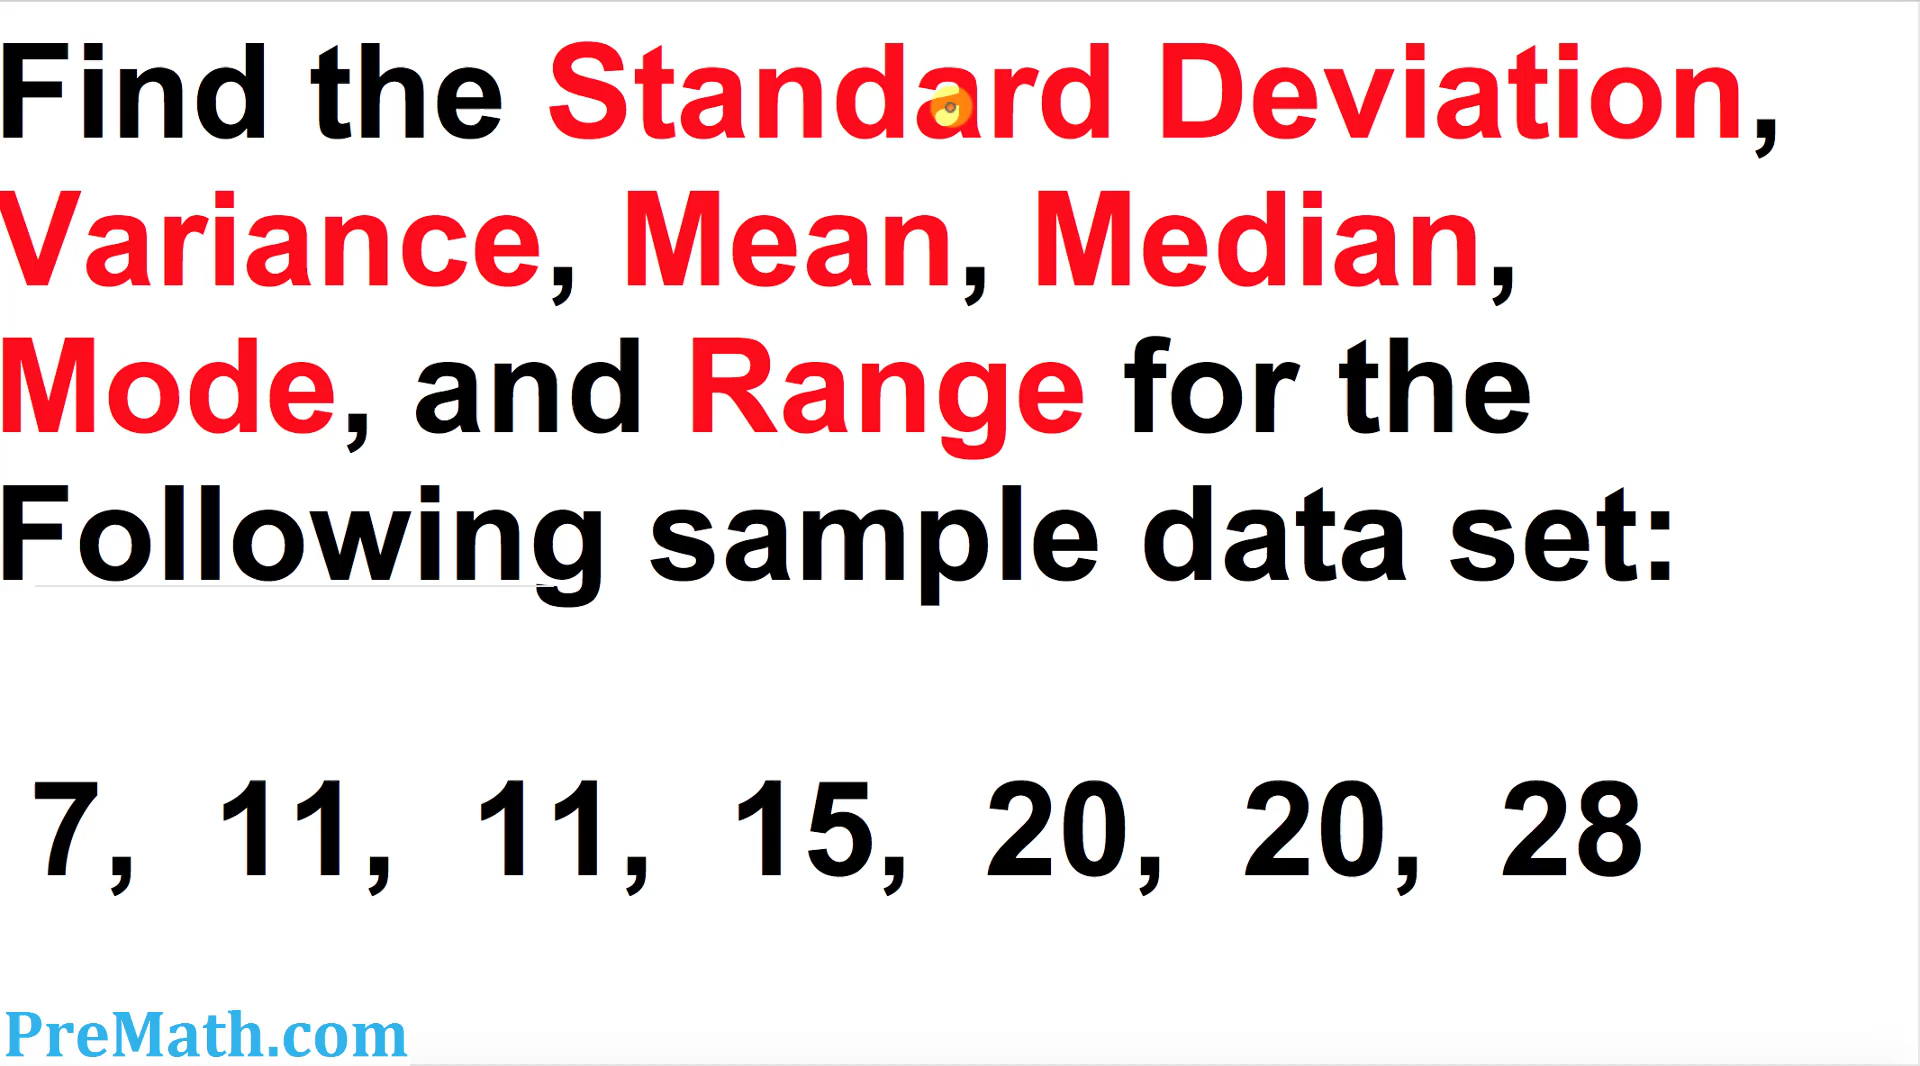 Find the Standard Deviation,
Variance, Mean, Median,
Mode, and Range for the
Following sample data set:
7, 11, 11, 15, 20, 20, 28
PreMath.com